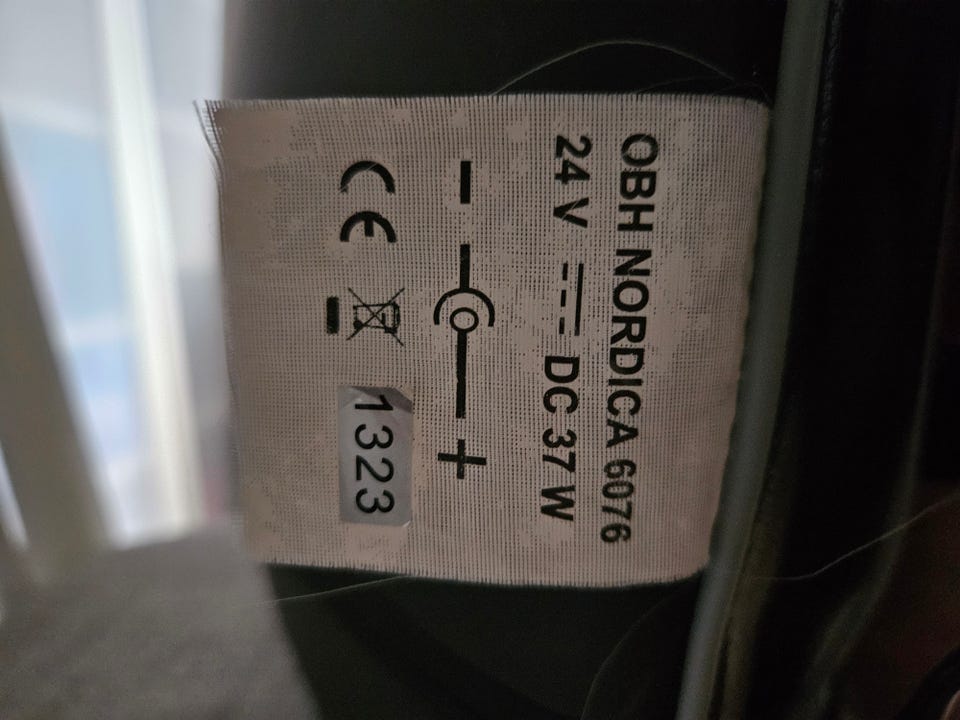 OBH NORDICA 6076
24 V ⎓ DC 37 W
- +
CE 1323